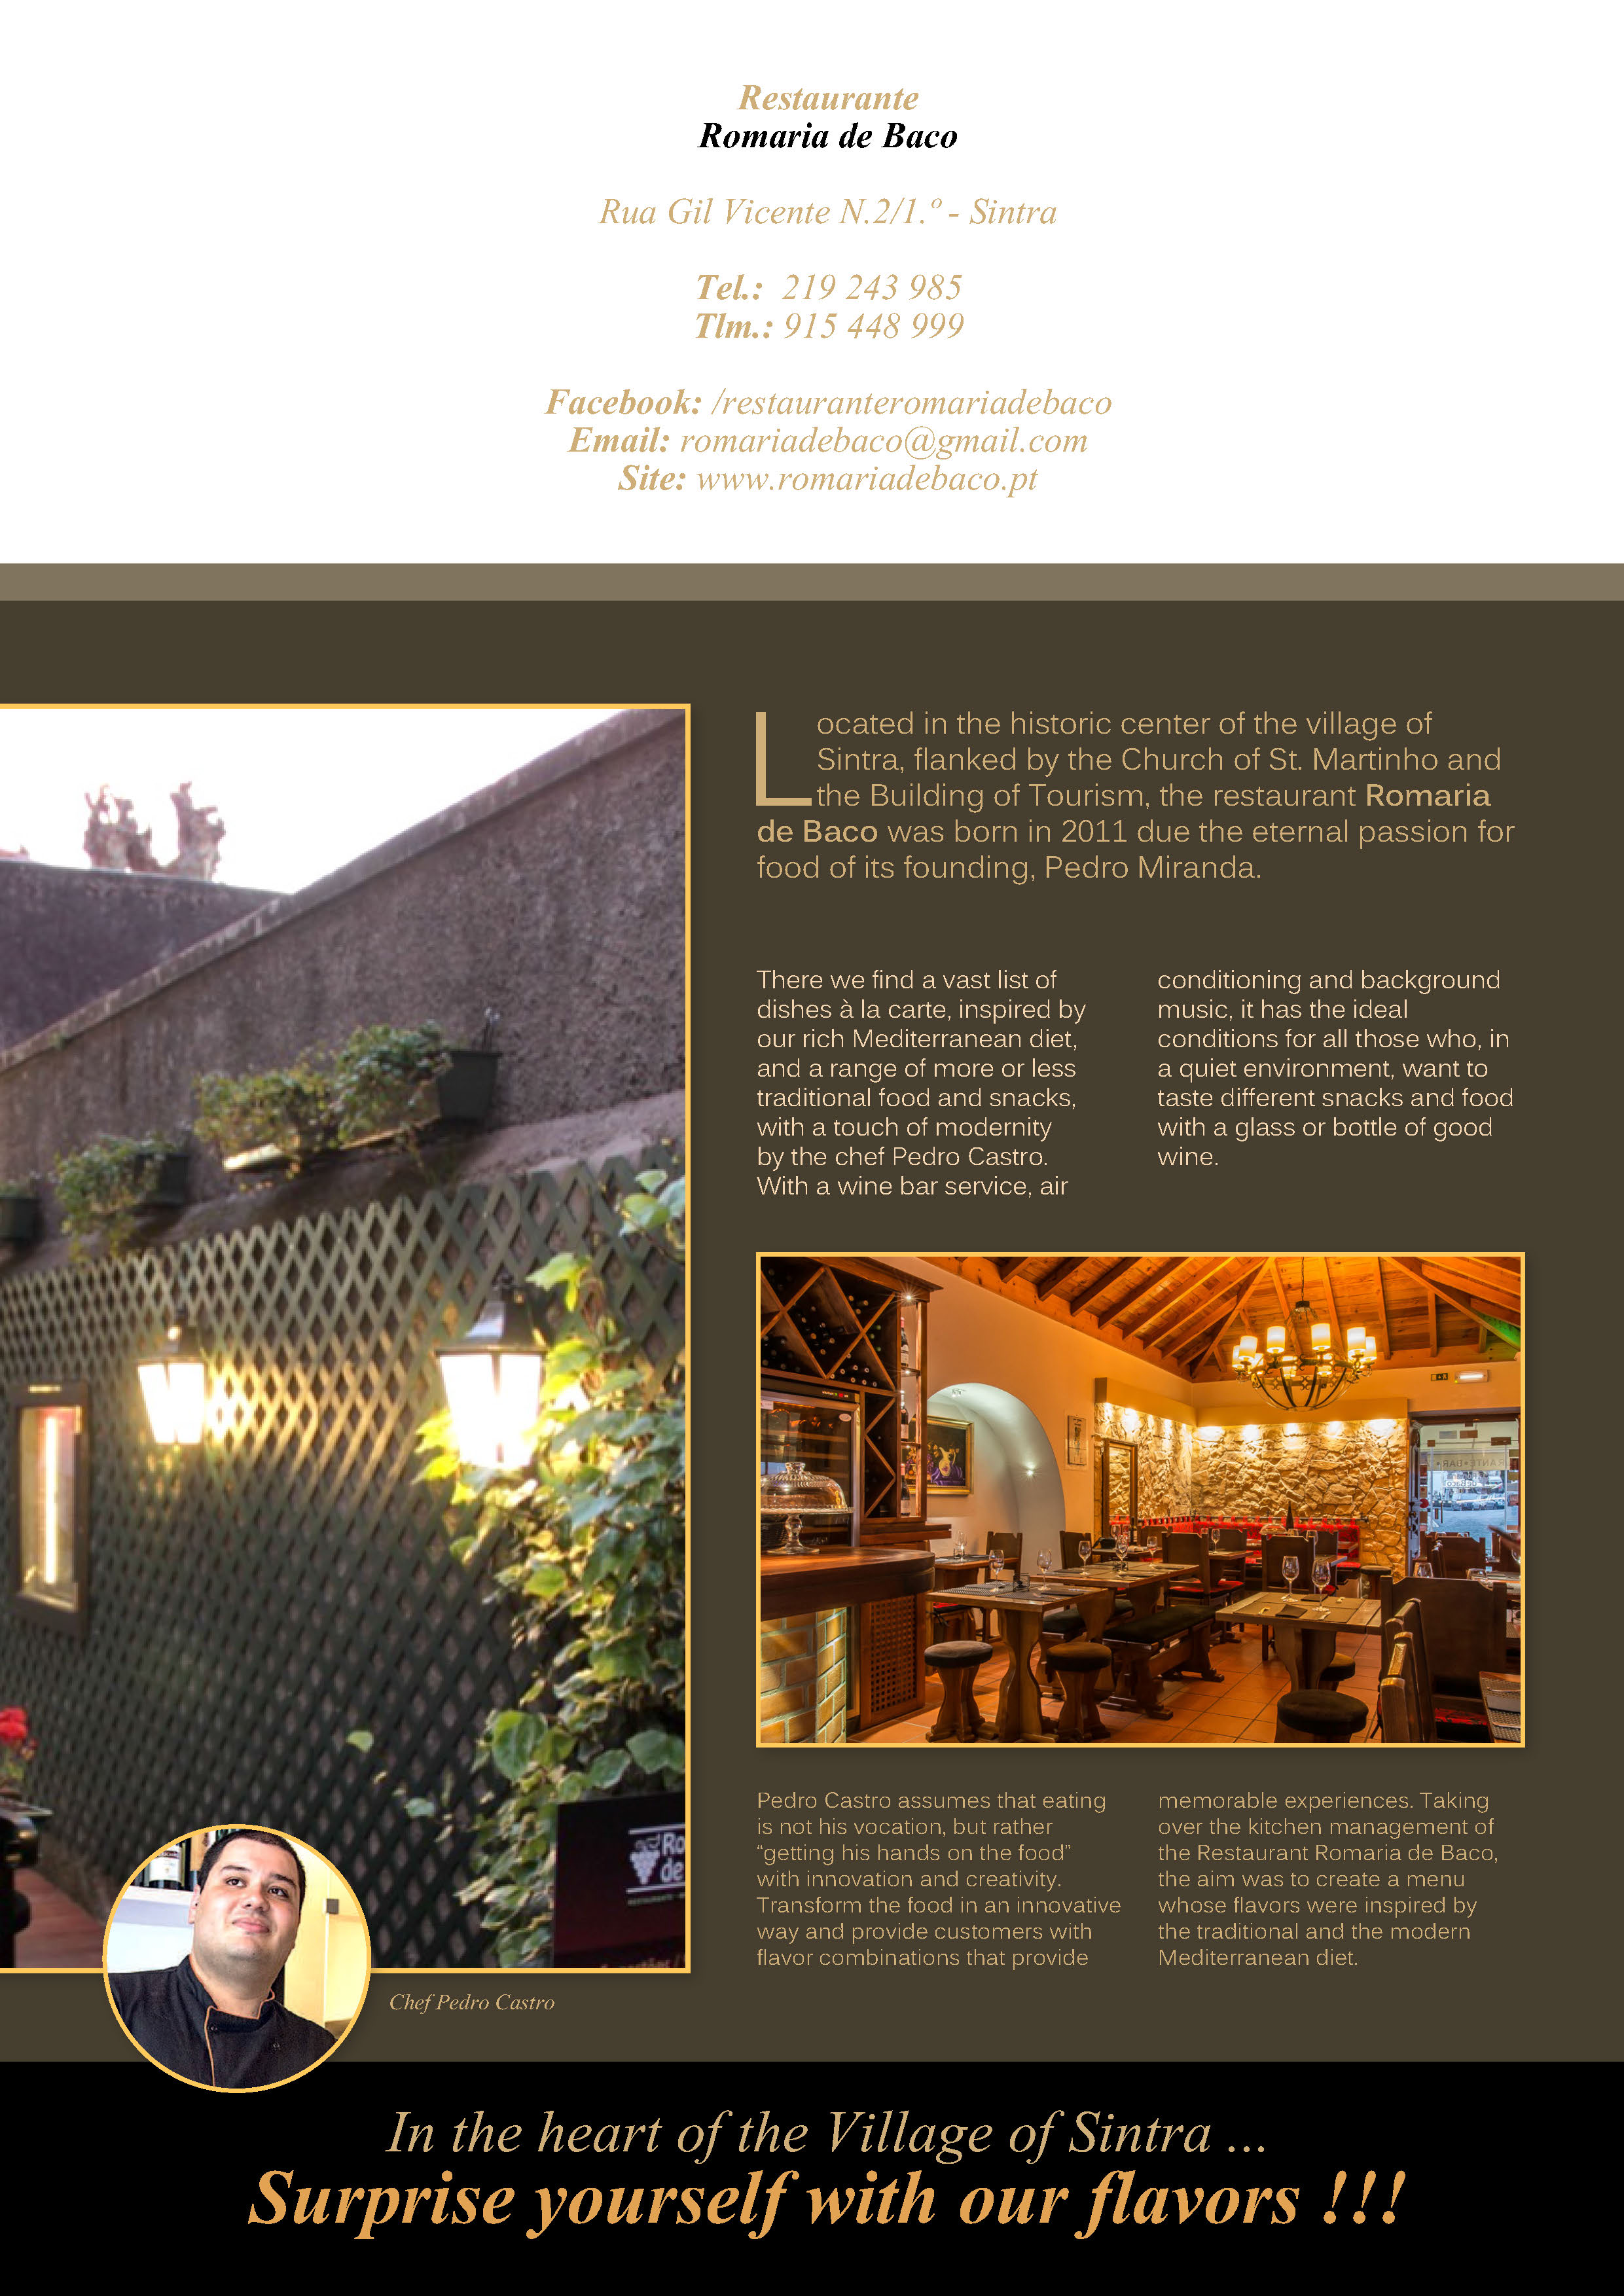 Restaurante
Romaria de Baco
Rua Gil Vicente N.2/1.º - Sintra
Tel.: 219 243 985
Tlm.: 915 448 999
Facebook: /restauranteromariadebaco
Email: romariadebaco@gmail.com
Site: www.romariadebaco.pt
Located in the historic center of the village of
Sintra, flanked by the Church of St. Martinho and
the Building of Tourism, the restaurant Romaria
de Baco was born in 2011 due the eternal passion for
food of its founding, Pedro Miranda.
There we find a vast list of
dishes à la carte, inspired by
our rich Mediterranean diet,
and a range of more or less
traditional food and snacks,
with a touch of modernity
by the chef Pedro Castro.
With a wine bar service, air
conditioning and background
music, it has the ideal
conditions for all those who, in
a quiet environment, want to
taste different snacks and food
with a glass or bottle of good
wine.
Pedro Castro assumes that eating
is not his vocation, but rather
“getting his hands on the food”
with innovation and creativity.
Transform the food in an innovative
way and provide customers with
flavor combinations that provide
memorable experiences. Taking
over the kitchen management of
the Restaurant Romaria de Baco,
the aim was to create a menu
whose flavors were inspired by
the traditional and the modern
Mediterranean diet.
Ro
de
Chef Pedro Castro
In the heart of the Village of Sintra ...
Surprise yourself with our flavors !!!